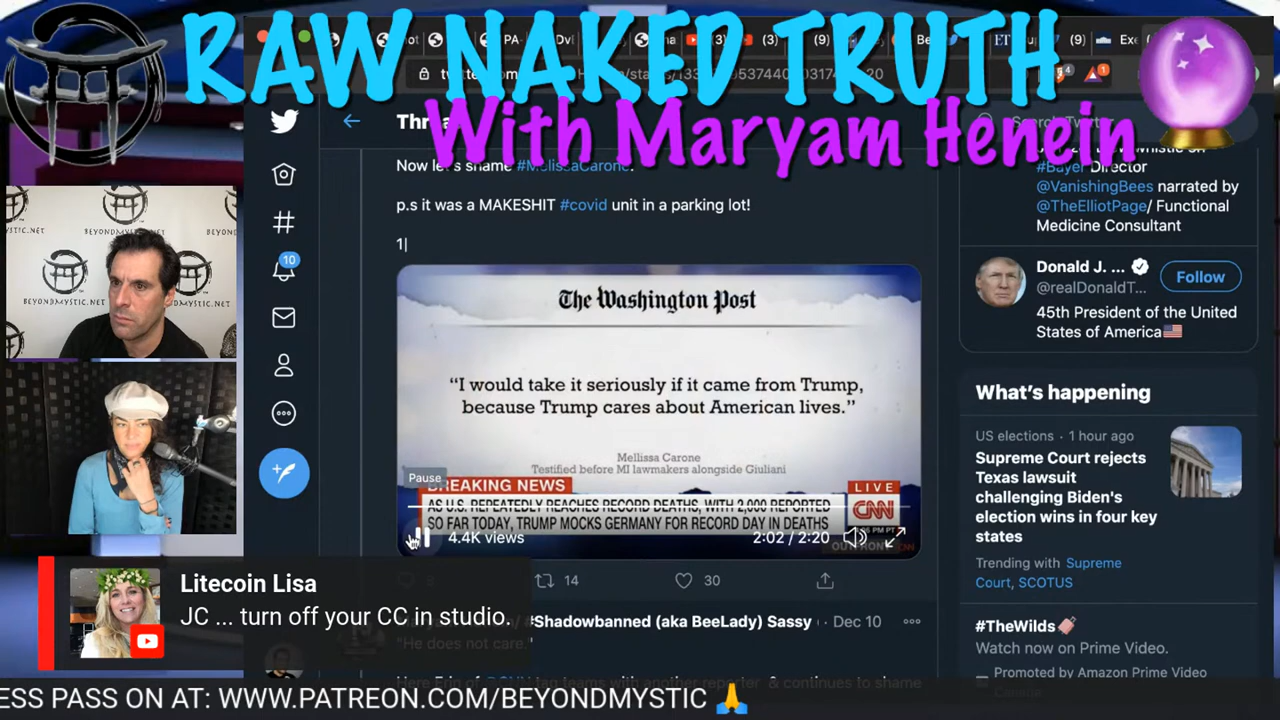 RAW NAKED TRUTH
With Maryam Henein
BEYONDMYSTIC.NET
Now let's shame #MelissaCarone.
p.s it was a MAKESHIT #covid unit in a parking lot!
1|
The Washington Post
“I would take it seriously if it came from Trump,
because Trump cares about American lives.”
Mellissa Carone
Testified before MI lawmakers alongside Giuliani
Pause
BREAKING NEWS
LIVE
CNN
AS U.S. REPEATEDLY REACHES RECORD DEATHS, WITH 2,000 REPORTED
SO FAR TODAY, TRUMP MOCKS GERMANY FOR RECORD DAY IN DEATHS
4.4K views
2:02 / 2:20
14
30
#Shadowbanned (aka BeeLady) Sassy
· Dec 10
"He does not care."
10
#Bayer Director
@VanishingBees narrated by
@TheElliotPage/ Functional
Medicine Consultant
Donald J. ...
@realDonaldT...
Follow
45th President of the United
States of America
What's happening
US elections · 1 hour ago
Supreme Court rejects
Texas lawsuit
challenging Biden's
election wins in four key
states
Trending with Supreme
Court, SCOTUS
#TheWilds
Watch now on Prime Video.
Promoted by Amazon Prime Video
Litecoin Lisa
JC ... turn off your CC in studio.
ESS PASS ON AT: WWW.PATREON.COM/BEYONDMYSTIC